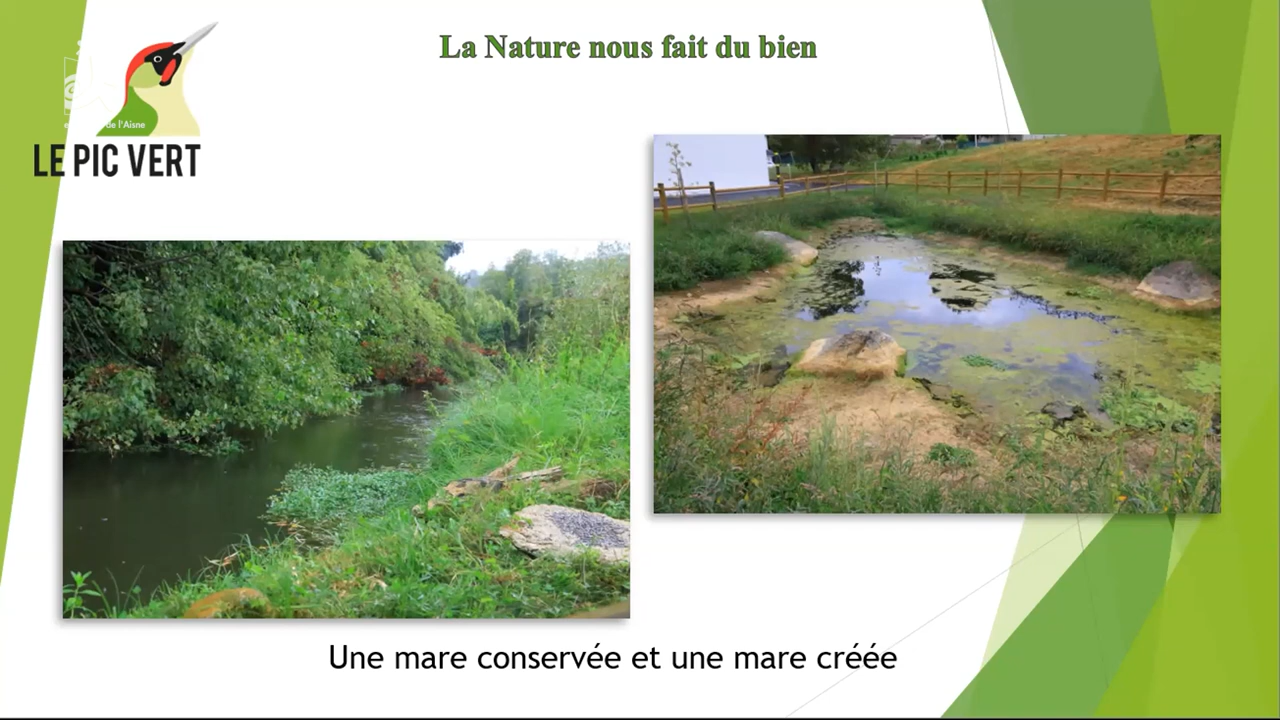 La Nature nous fait du bien
de l'Aisne
LE PIC VERT
Une mare conservée et une mare créée